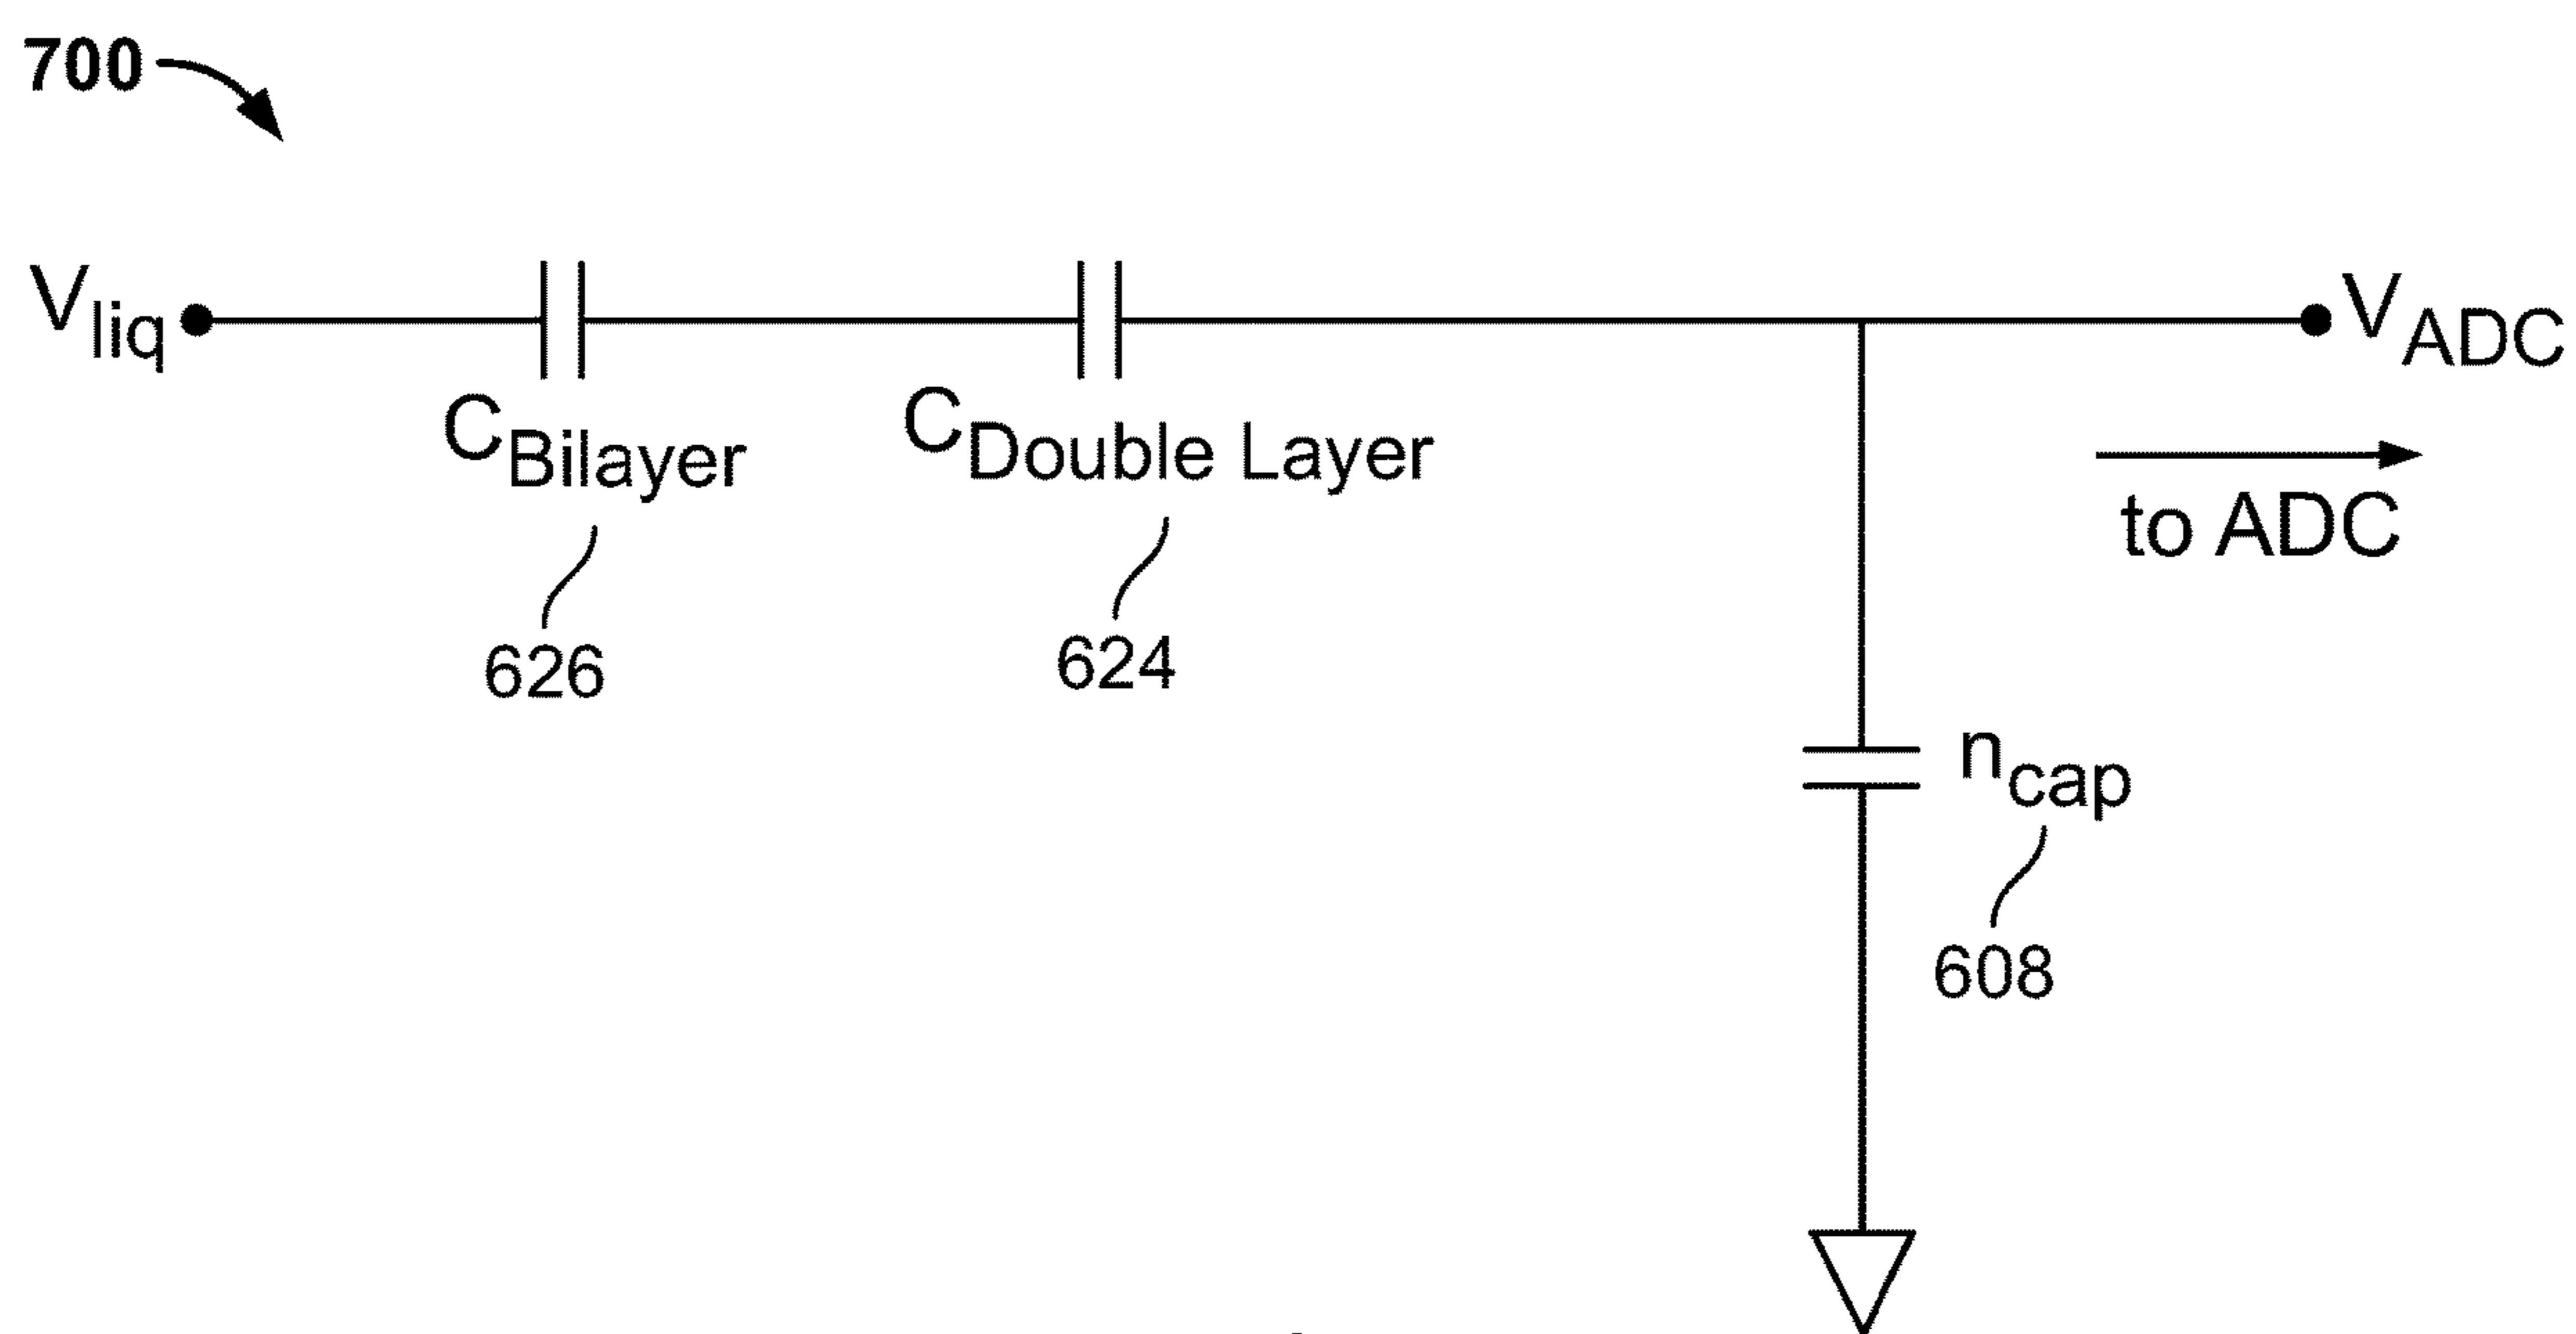 700
Vliq
VADC
CBilayer
CDouble Layer
to ADC
626
624
ncap
608